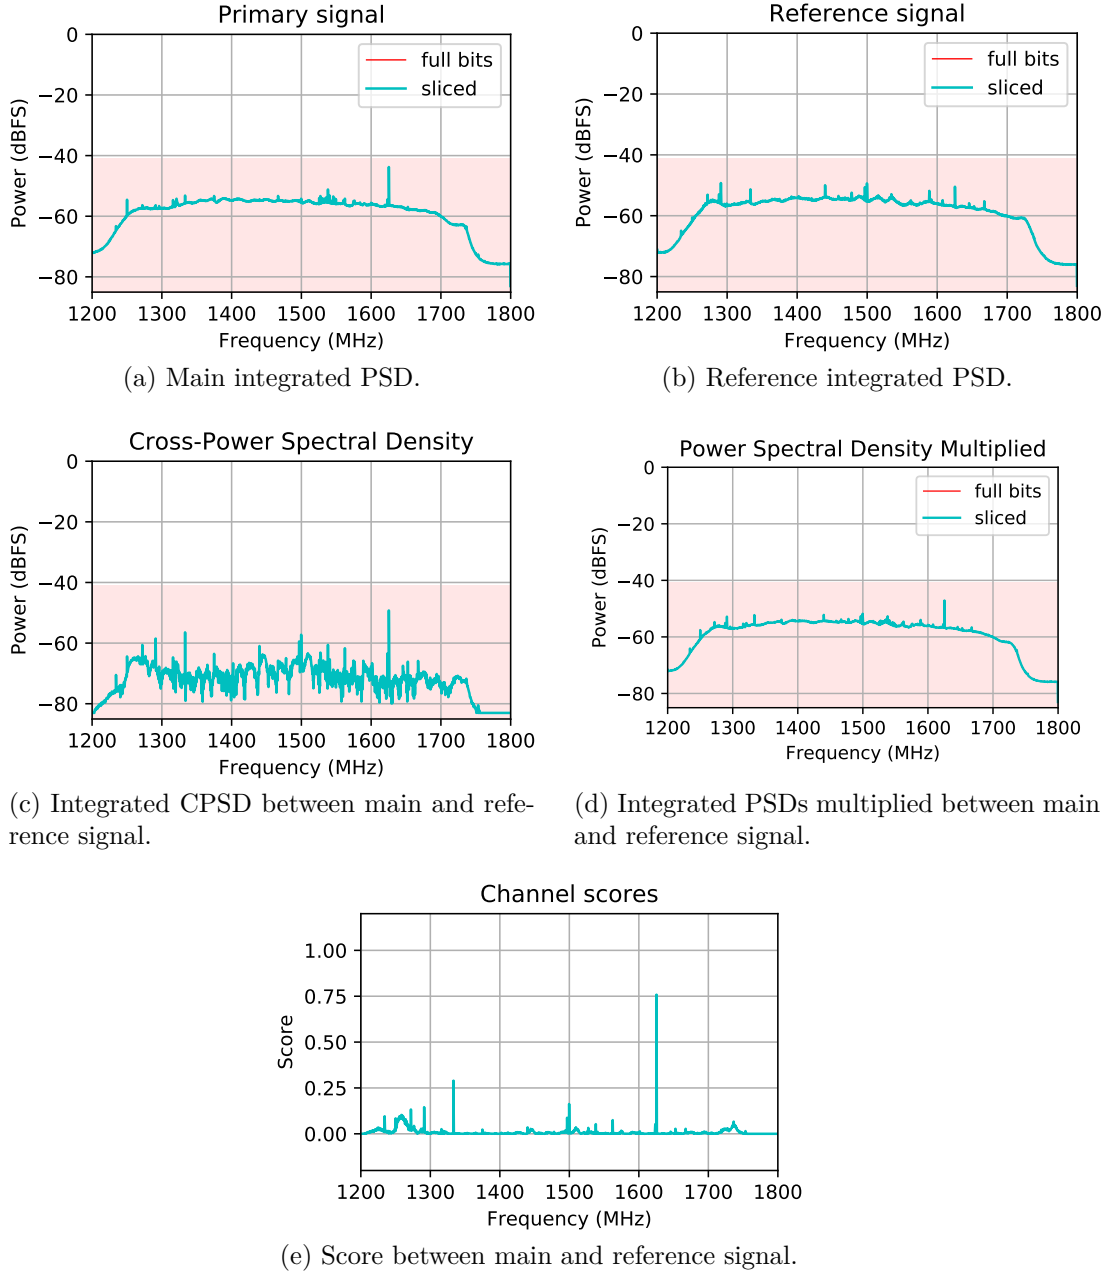 Primary signal
0
−20
−40
−60
−80
Power (dBFS)
full bits
sliced
1200 1300 1400 1500 1600 1700 1800
Frequency (MHz)
(a) Main integrated PSD.
Reference signal
0
−20
−40
−60
−80
Power (dBFS)
full bits
sliced
1200 1300 1400 1500 1600 1700 1800
Frequency (MHz)
(b) Reference integrated PSD.
Cross-Power Spectral Density
0
−20
−40
−60
−80
Power (dBFS)
1200 1300 1400 1500 1600 1700 1800
Frequency (MHz)
(c) Integrated CPSD between main and refe-
rence signal.
Power Spectral Density Multiplied
0
−20
−40
−60
−80
Power (dBFS)
full bits
sliced
1200 1300 1400 1500 1600 1700 1800
Frequency (MHz)
(d) Integrated PSDs multiplied between main
and reference signal.
Channel scores
1.00
0.75
0.50
0.25
0.00
Score
1200 1300 1400 1500 1600 1700 1800
Frequency (MHz)
(e) Score between main and reference signal.